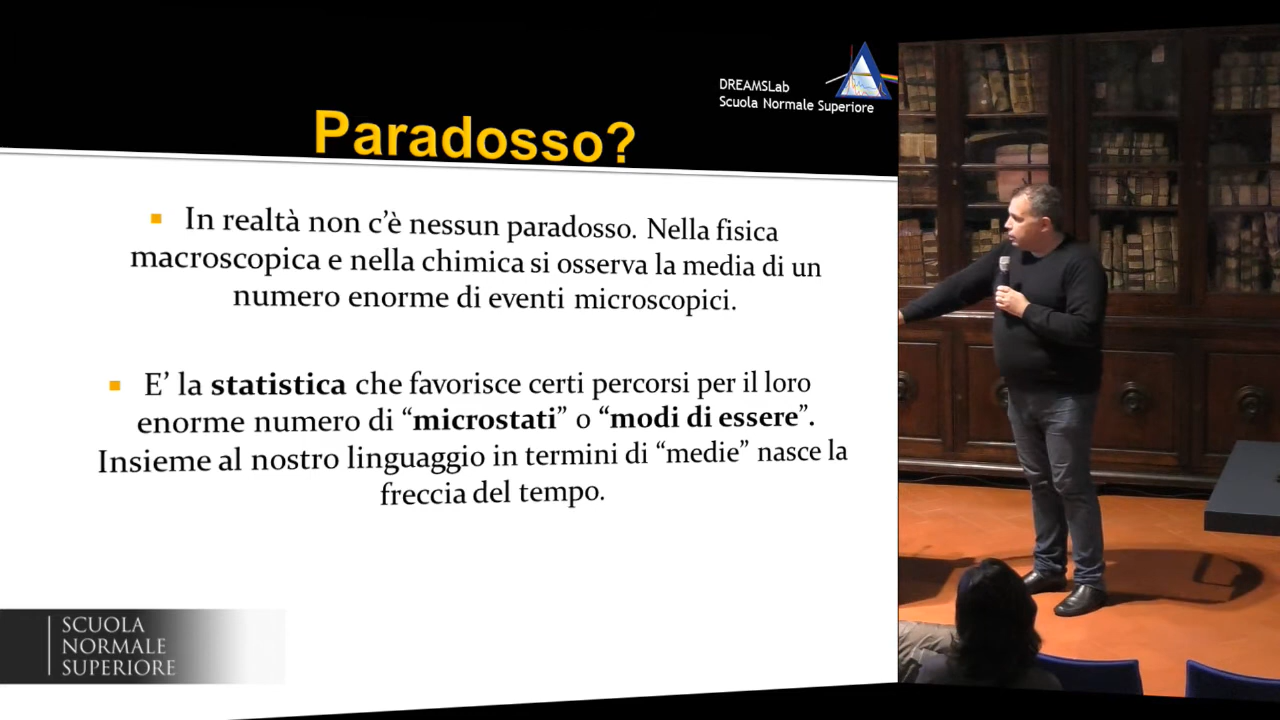 DREAMSLab
Scuola Normale Superiore
Paradosso?
In realtà non c’è nessun paradosso. Nella fisica
macroscopica e nella chimica si osserva la media di un
numero enorme di eventi microscopici.
E’ la statistica che favorisce certi percorsi per il loro
enorme numero di “microstati” o “modi di essere”.
Insieme al nostro linguaggio in termini di “medie” nasce la
freccia del tempo.
SCUOLA
NORMALE
SUPERIORE